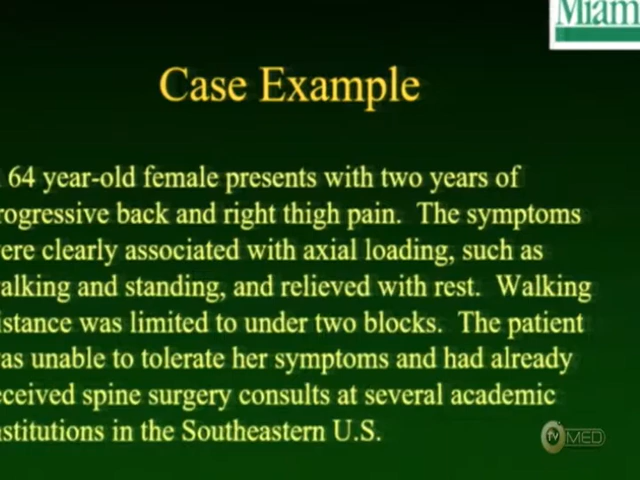 Miam
Case Example
64 year-old female presents with two years of
rogressive back and right thigh pain. The symptoms
ere clearly associated with axial loading, such as
alking and standing, and relieved with rest. Walking
istance was limited to under two blocks. The patient
as unable to tolerate her symptoms and had already
eceived spine surgery consults at several academic
nstitutions in the Southeastern U.S.
TV MED